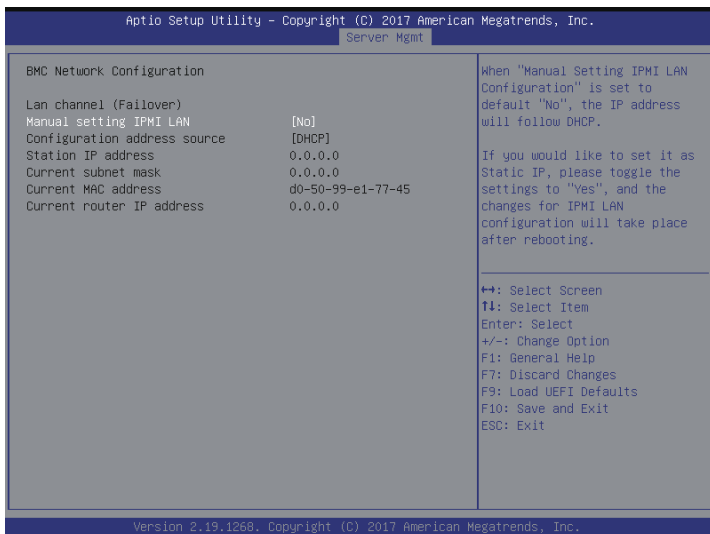 Aptio Setup Utility – Copyright (C) 2017 American Megatrends, Inc.
Server Mgmt
BMC Network Configuration
Lan channel (Failover)
Manual setting IPMI LAN [No]
Configuration address source [DHCP]
Station IP address 0.0.0.0
Current subnet mask 0.0.0.0
Current MAC address d0-50-99-e1-77-45
Current router IP address 0.0.0.0
When "Manual Setting IPMI LAN
Configuration" is set to
default "No", the IP address
will follow DHCP.
If you would like to set it as
Static IP, please toggle the
settings to "Yes", and the
changes for IPMI LAN
configuration will take place
after rebooting.
↔: Select Screen
↑↓: Select Item
Enter: Select
+/-: Change Option
F1: General Help
F7: Discard Changes
F9: Load UEFI Defaults
F10: Save and Exit
ESC: Exit
Version 2.19.1268. Copyright (C) 2017 American Megatrends, Inc.